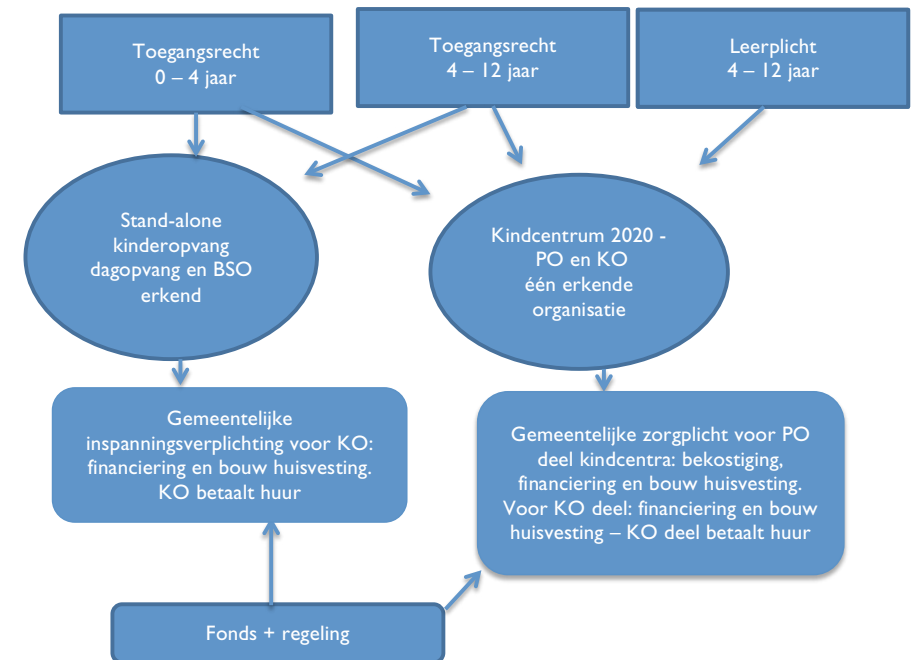 Toegangsrecht
0 – 4 jaar
Toegangsrecht
4 – 12 jaar
Leerplicht
4 – 12 jaar
Stand-alone
kinderopvang
dagopvang en BSO
erkend
Kindcentrum 2020 -
PO en KO
één erkende
organisatie
Gemeentelijke
inspanningsverplichting voor KO:
financiering en bouw huisvesting.
KO betaalt huur
Gemeentelijke zorgplicht voor PO
deel kindcentra: bekostiging,
financiering en bouw huisvesting.
Voor KO deel: financiering en bouw
huisvesting – KO deel betaalt huur
Fonds + regeling